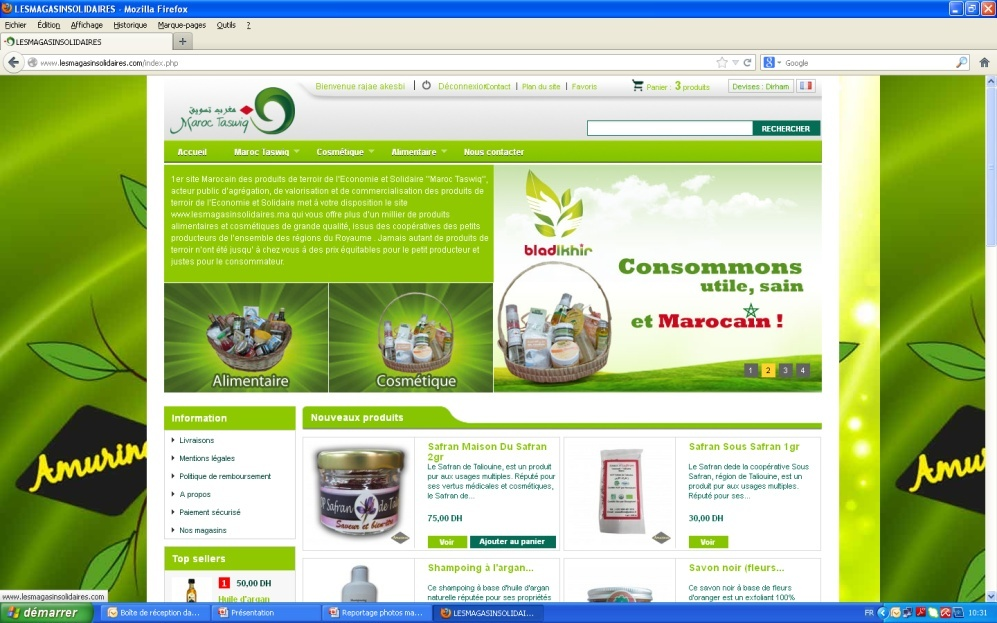 LESMAGASINSOLIDAIRES - Mozilla Firefox
Fichier Édition Affichage Historique Marque-pages Outils ?
LESMAGASINSOLIDAIRES
www.lesmagasinsolidaires.com/index.php
Google
Bienvenue rajae akesbi | Déconnexion Contact | Plan du site | Favoris
Panier : 3 produits
Devises : Dirham
مغرب تسويق
Maroc Taswiq
RECHERCHER
Accueil Maroc Taswiq Cosmétique Alimentaire Nous contacter
1er site Marocain des produits de terroir de l'Economie et Solidaire "Maroc Taswiq",
acteur public d'agrégation, de valorisation et de commercialisation des produits de
terroir de l'Economie et Solidaire met à votre disposition le site
www.lesmagasinsolidaires.ma qui vous offre plus d'un millier de produits
alimentaires et cosmétiques de grande qualité, issus des coopératives des petits
producteurs de l'ensemble des régions du Royaume . Jamais autant de produits de
terroir n'ont été jusqu' à chez vous à des prix équitables pour le petit producteur et
justes pour le consommateur.
bladikhir
Consommons
utile, sain
et Marocain !
1 2 3 4
Alimentaire
Cosmétique
Information
Livraisons
Mentions légales
Politique de remboursement
A propos
Paiement sécurisé
Nos magasins
Top sellers
1 50,00 DH
Huile d'argan
Nouveaux produits
Safran Maison Du Safran
2gr
Le Safran de Taliouine, est un produit
pur aux usages multiples. Réputé pour
ses vertus médicales et cosmétiques,
le Safran de...
75,00 DH
Voir Ajouter au panier
Safran de Tali
Saveur et bien-être
Safran Sous Safran 1gr
Le Safran dede la coopérative Sous
Safran, région de Taliouine, est un
produit pur aux usages multiples.
Réputé pour ses...
30,00 DH
Voir
Shampoing à l'argan...
Ce shampoing à base d'huile d'argan
naturelle réputée pour ses propriétés
Savon noir (fleurs...
Ce savon noir à base de fleurs
d'oranger est un exfoliant 100%
Amurina
Amu
www.lesmagasinsolidaires.com
démarrer
Boîte de réception da...
Présentation
Reportage photos ma...
LESMAGASINSOLIDAI...
FR
10:31